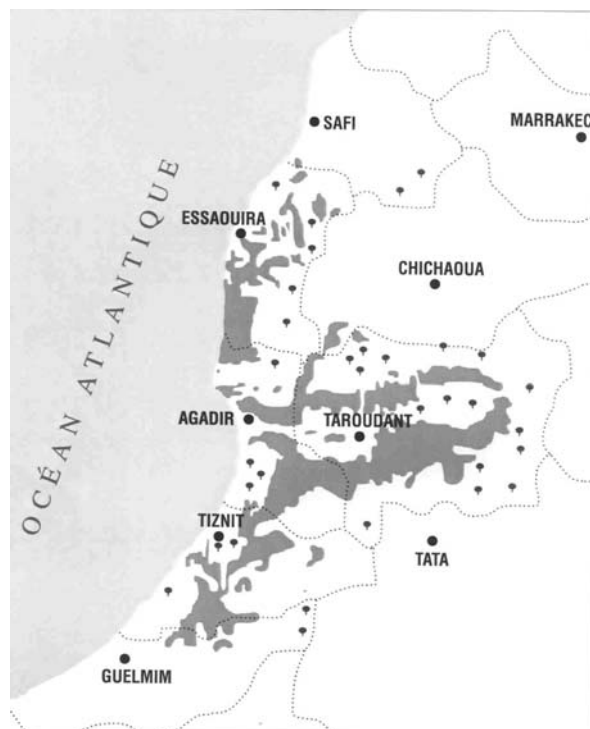 SAFI
MARRAKEC
ESSAOUIRA
OCÉAN ATLANTIQUE
CHICHAOUA
AGADIR
TAROUDANT
TIZNIT
TATA
GUELMIM